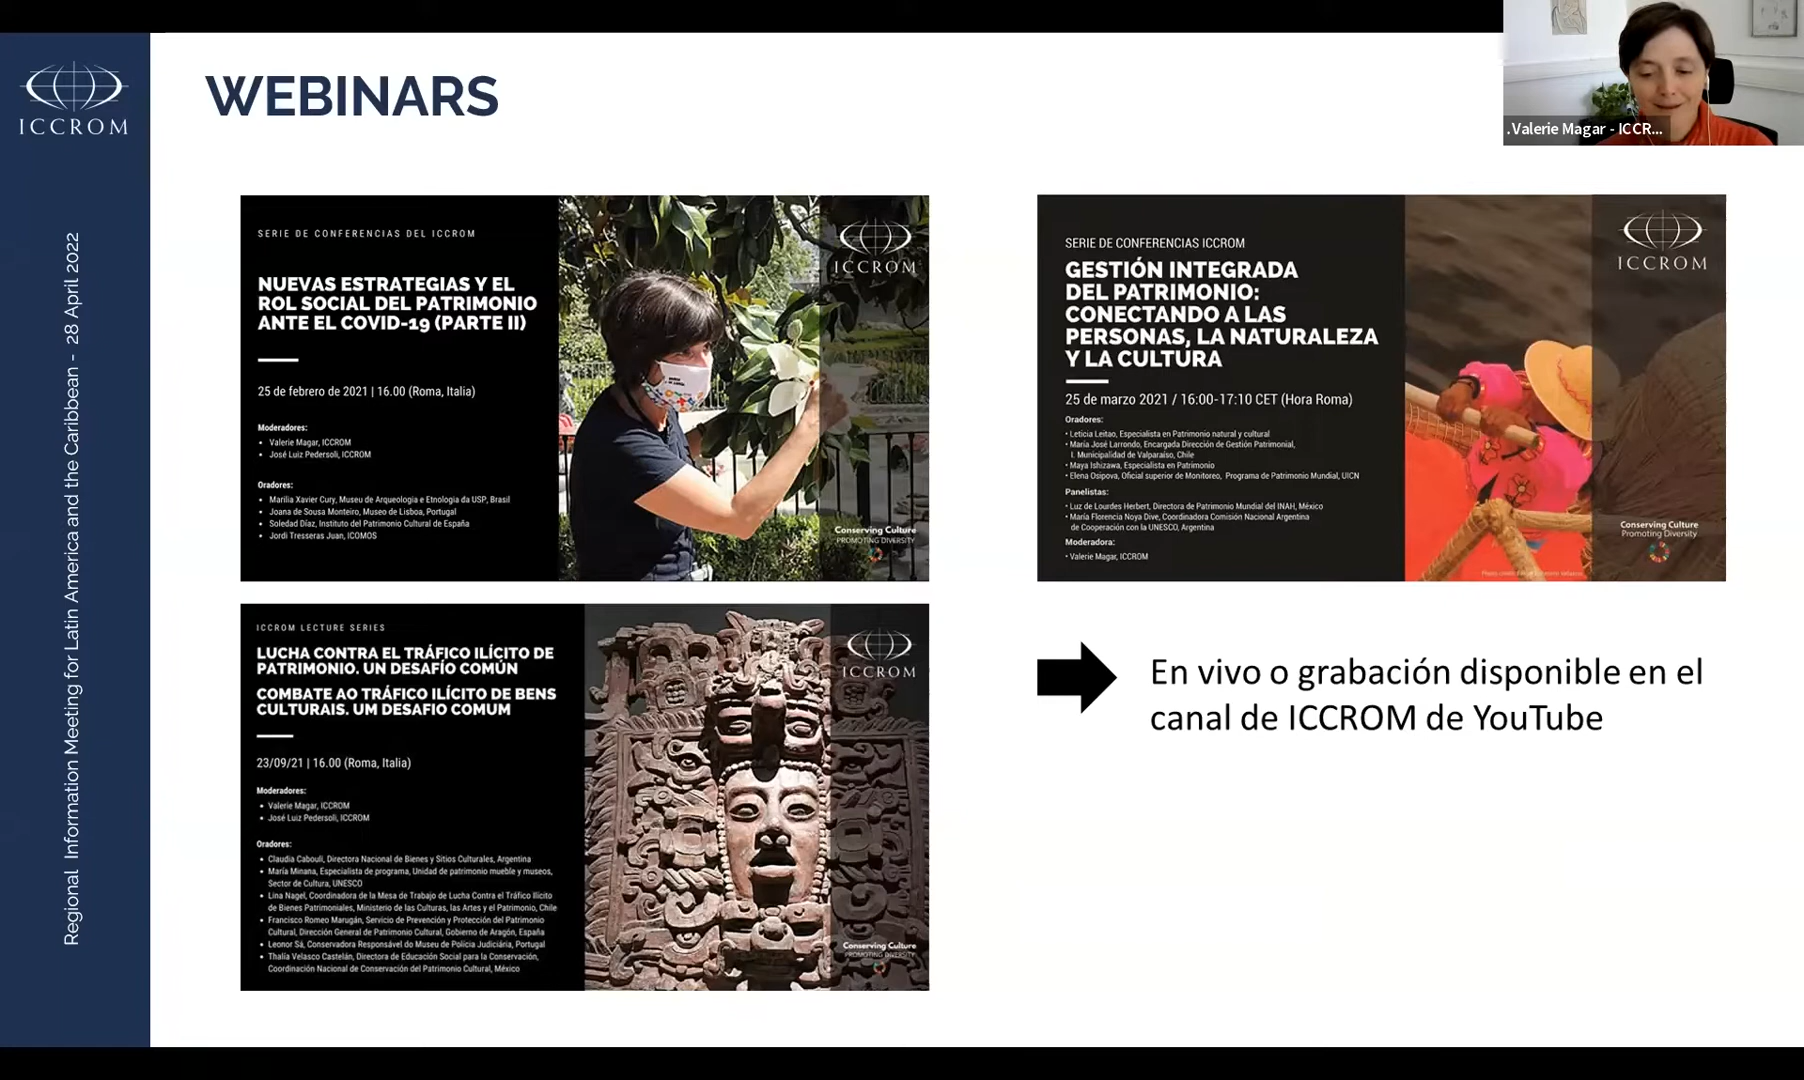 ICCROM
WEBINARS
.Valerie Magar - ICCR...
Regional Information Meeting for Latin America and the Caribbean - 28 April 2022
SERIE DE CONFERENCIAS DEL ICCROM
NUEVAS ESTRATEGIAS Y EL
ROL SOCIAL DEL PATRIMONIO
ANTE EL COVID-19 (PARTE II)
25 de febrero de 2021 | 16.00 (Roma, Italia)
Moderadores:
• Valerie Magar, ICCROM
• José Luiz Pedersoli, ICCROM
Oradores:
• Marília Xavier Cury, Museu de Arqueologia e Etnologia da USP, Brasil
• Joana de Sousa Monteiro, Museo de Lisboa, Portugal
• Soledad Díaz, Instituto del Patrimonio Cultural de España
• Jordi Tresseras Juan, ICOMOS
ICCROM
Conserving Culture
PROMOTING DIVERSITY
SERIE DE CONFERENCIAS ICCROM
GESTIÓN INTEGRADA
DEL PATRIMONIO:
CONECTANDO A LAS
PERSONAS, LA NATURALEZA
Y LA CULTURA
25 de marzo 2021 / 16:00-17:10 CET (Hora Roma)
Oradores:
• Leticia Leitao, Especialista en Patrimonio natural y cultural
• María José Larrondo, Encargada Dirección de Gestión Patrimonial,
I. Municipalidad de Valparaíso, Chile
• Maya Ishizawa, Especialista en Patrimonio
• Elena Osipova, Oficial superior de Monitoreo, Programa de Patrimonio Mundial, UICN
Panelistas:
• Luz de Lourdes Herbert, Directora de Patrimonio Mundial del INAH, México
• María Florencia Noya Dive, Coordinadora Comisión Nacional Argentina
de Cooperación con la UNESCO, Argentina
Moderadora:
• Valerie Magar, ICCROM
ICCROM
Conserving Culture
Promoting Diversity
ICCROM LECTURE SERIES
LUCHA CONTRA EL TRÁFICO ILÍCITO DE
PATRIMONIO. UN DESAFÍO COMÚN
COMBATE AO TRÁFICO ILÍCITO DE BENS
CULTURAIS. UM DESAFIO COMUM
23/09/21 | 16.00 (Roma, Italia)
Moderadores:
• Valerie Magar, ICCROM
• José Luiz Pedersoli, ICCROM
Oradores:
• Claudia Cabouli, Directora Nacional de Bienes y Sitios Culturales, Argentina
• María Minana, Especialista de programa, Unidad de patrimonio mueble y museos,
Sector de Cultura, UNESCO
• Lina Nagel, Coordinadora de la Mesa de Trabajo de Lucha Contra el Tráfico Ilícito
de Bienes Patrimoniales, Ministerio de las Culturas, las Artes y el Patrimonio, Chile
• Francisco Romeo Marugán, Servicio de Prevención y Protección del Patrimonio
Cultural, Dirección General de Patrimonio Cultural, Gobierno de Aragón, España
• Leonor Sá, Conservadora Responsável do Museu de Polícia Judiciária, Portugal
• Thalía Velasco Castelán, Directora de Educación Social para la Conservación,
Coordinación Nacional de Conservación del Patrimonio Cultural, México
ICCROM
Conserving Culture
PROMOTING DIVERSITY
En vivo o grabación disponible en el
canal de ICCROM de YouTube